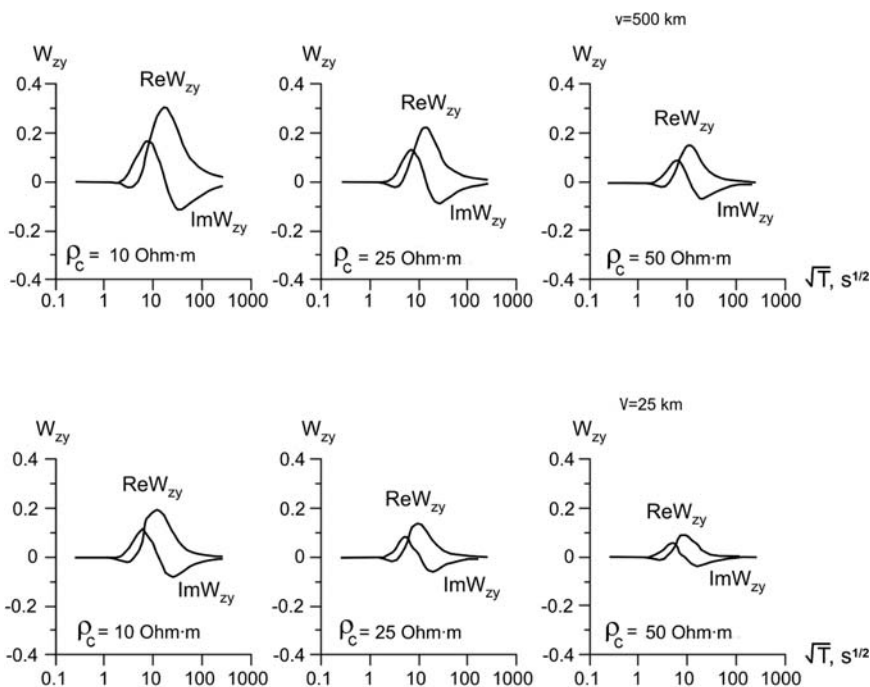 v=500 km
W_zy
0.4
0.2
0
-0.2
-0.4
ReW_zy
ImW_zy
ρ_c = 10 Ohm·m
0.1 1 10 100 1000
W_zy
0.4
0.2
0
-0.2
-0.4
ReW_zy
ImW_zy
ρ_c = 25 Ohm·m
0.1 1 10 100 1000
W_zy
0.4
0.2
0
-0.2
-0.4
ReW_zy
ImW_zy
ρ_c = 50 Ohm·m
0.1 1 10 100 1000
√T, s^1/2
V=25 km
W_zy
0.4
0.2
0
-0.2
-0.4
ReW_zy
ImW_zy
ρ_c = 10 Ohm·m
0.1 1 10 100 1000
W_zy
0.4
0.2
0
-0.2
-0.4
ReW_zy
ImW_zy
ρ_c = 25 Ohm·m
0.1 1 10 100 1000
W_zy
0.4
0.2
0
-0.2
-0.4
ReW_zy
ImW_zy
ρ_c = 50 Ohm·m
0.1 1 10 100 1000
√T, s^1/2